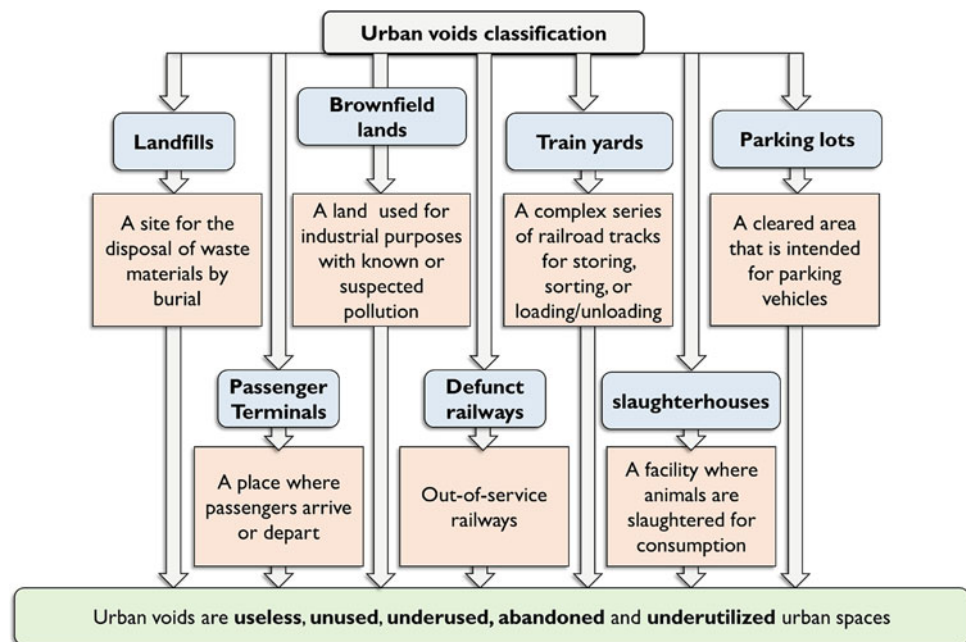 Urban voids classification
Landfills
Brownfield
lands
Train yards
Parking lots
A site for the
disposal of waste
materials by
burial
A land used for
industrial purposes
with known or
suspected
pollution
A complex series
of railroad tracks
for storing,
sorting, or
loading/unloading
A cleared area
that is intended
for parking
vehicles
Passenger
Terminals
Defunct
railways
slaughterhouses
A place where
passengers arrive
or depart
Out-of-service
railways
A facility where
animals are
slaughtered for
consumption
Urban voids are useless, unused, underused, abandoned and underutilized urban spaces